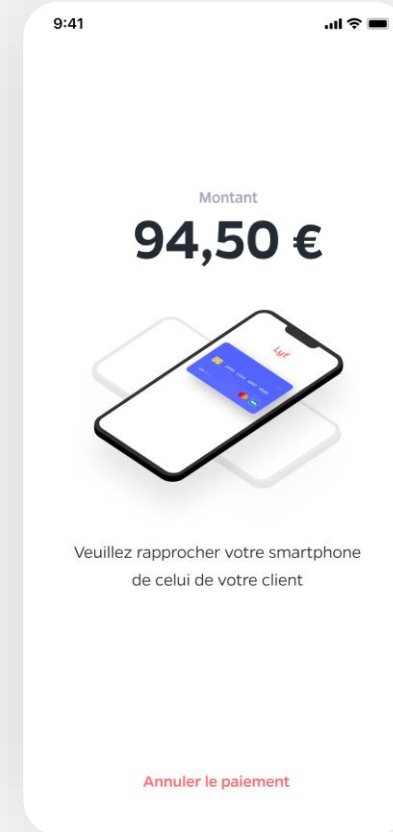 9:41
Montant
94,50 €
Lyf
Veuillez rapprocher votre smartphone
de celui de votre client
Annuler le paiement